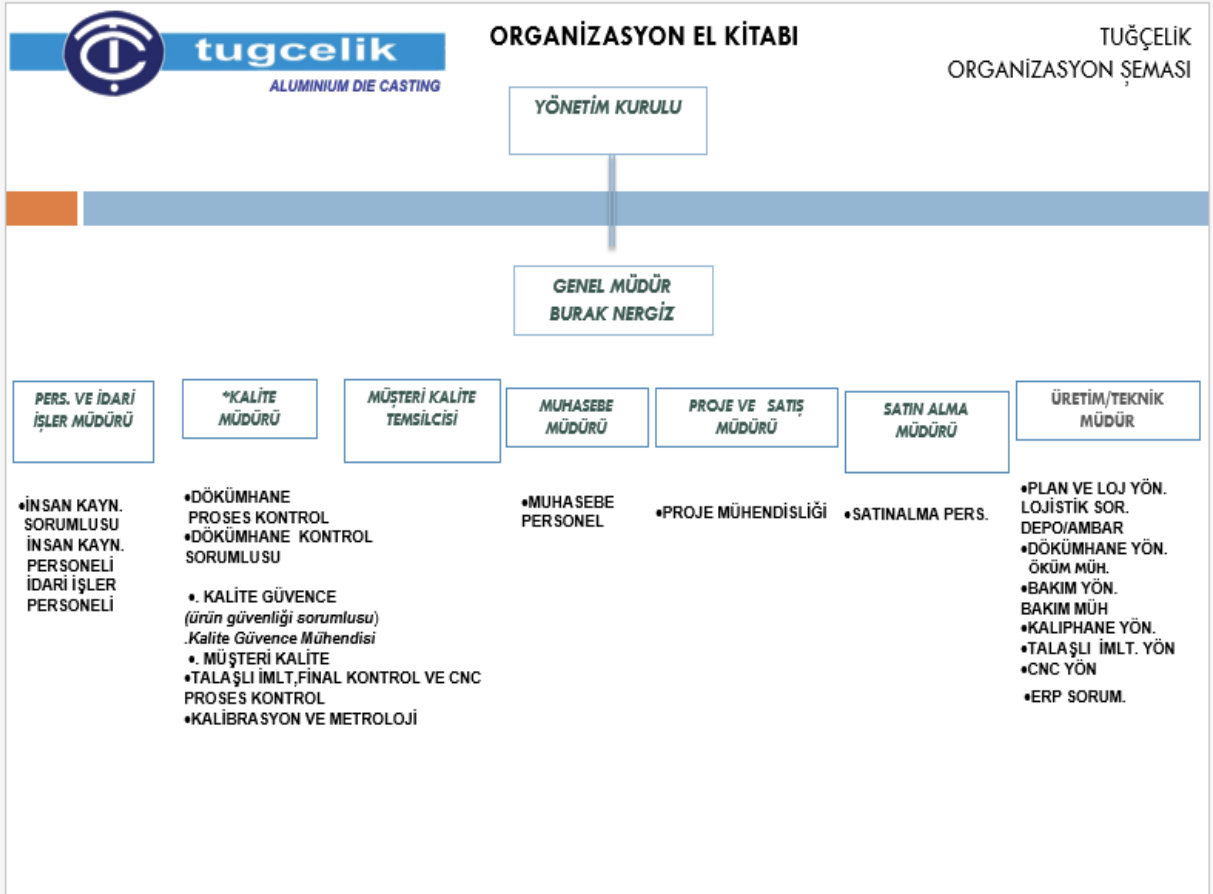 tugcelik
ALUMINIUM DIE CASTING
ORGANİZASYON EL KİTABI
TUĞÇELİK
ORGANİZASYON ŞEMASI
YÖNETİM KURULU
GENEL MÜDÜR
BURAK NERGİZ
PERS. VE İDARİ
İŞLER MÜDÜRÜ
*KALİTE
MÜDÜRÜ
MÜŞTERİ KALİTE
TEMSİLCİSİ
MUHASEBE
MÜDÜRÜ
PROJE VE SATIŞ
MÜDÜRÜ
SATIN ALMA
MÜDÜRÜ
ÜRETİM/TEKNİK
MÜDÜR
•İNSAN KAYN.
SORUMLUSU
İNSAN KAYN.
PERSONELİ
İDARİ İŞLER
PERSONELİ
•DÖKÜMHANE
PROSES KONTROL
•DÖKÜMHANE KONTROL
SORUMLUSU
•. KALİTE GÜVENCE
(ürün güvenliği sorumlusu)
.Kalite Güvence Mühendisi
•. MÜŞTERİ KALİTE
•TALAŞLI İMLT,FİNAL KONTROL VE CNC
PROSES KONTROL
•KALİBRASYON VE METROLOJİ
•MUHASEBE
PERSONEL
•PROJE MÜHENDİSLİĞİ
•SATINALMA PERS.
•PLAN VE LOJ YÖN.
LOJİSTİK SOR.
DEPO/AMBAR
•DÖKÜMHANE YÖN.
ÖKÜM MÜH.
•BAKIM YÖN.
BAKIM MÜH
•KALIPHANE YÖN.
•TALAŞLI İMLT. YÖN
•CNC YÖN
•ERP SORUM.